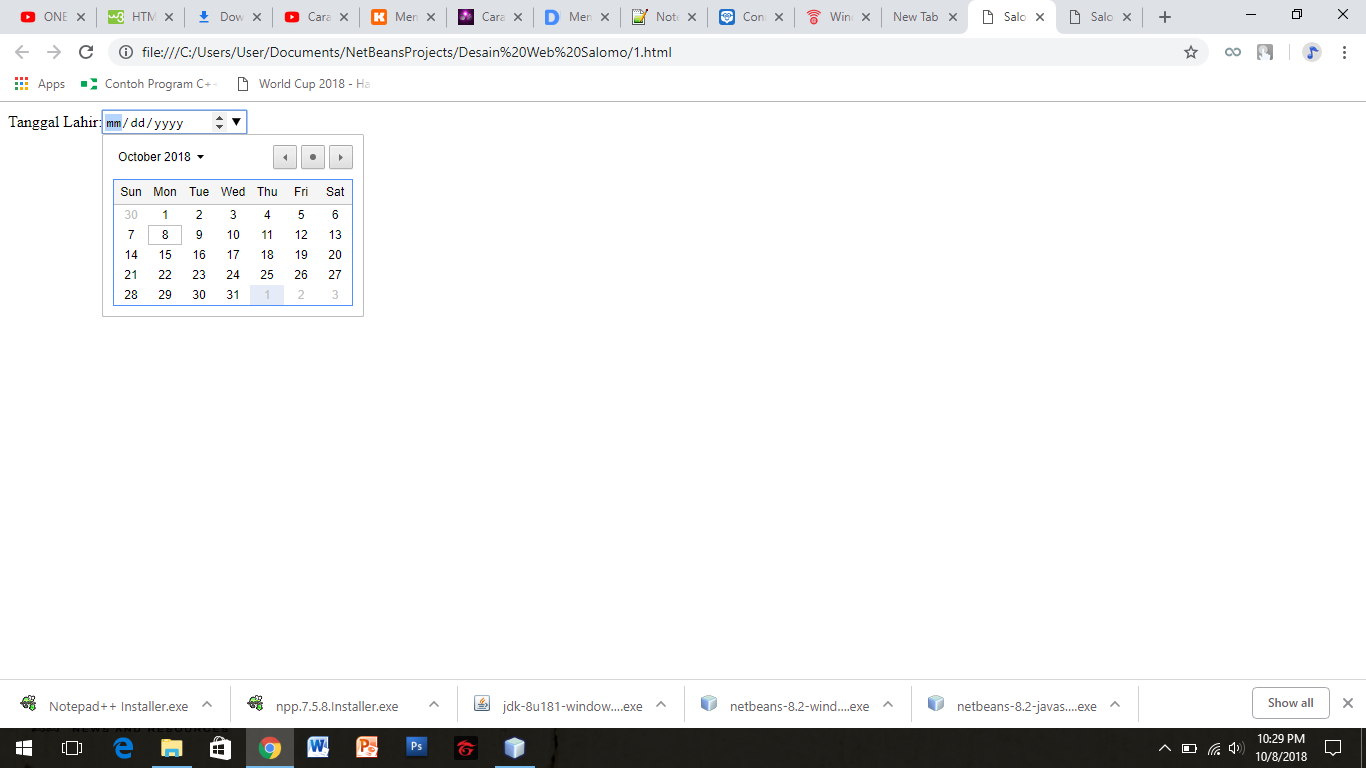 ONE HTM Dow Cara Men Cara Men Note Con Wind New Tab Salo Salo
file:///C:/Users/User/Documents/NetBeansProjects/Desain%20Web%20Salomo/1.html
Apps Contoh Program C++ World Cup 2018 - Ha
Tanggal Lahir: mm/dd/yyyy
October 2018
Sun Mon Tue Wed Thu Fri Sat
30 1 2 3 4 5 6
7 8 9 10 11 12 13
14 15 16 17 18 19 20
21 22 23 24 25 26 27
28 29 30 31 1 2 3
Notepad++ Installer.exe npp.7.5.8.Installer.exe jdk-8u181-window....exe netbeans-8.2-wind....exe netbeans-8.2-javas....exe Show all
10:29 PM
10/8/2018